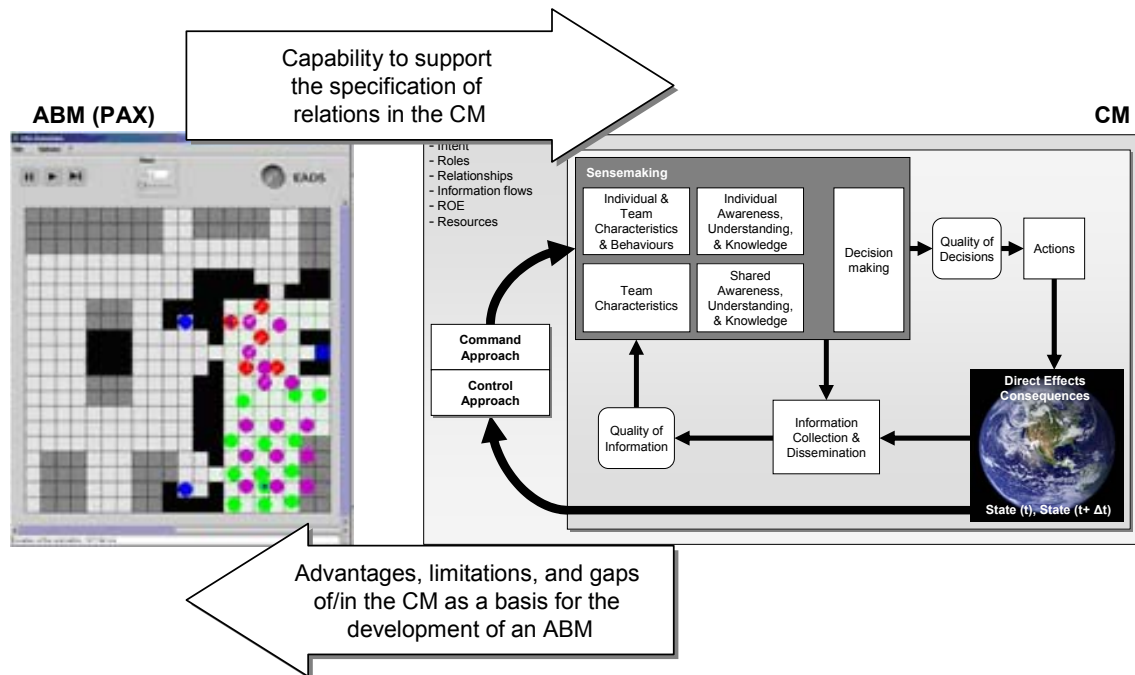 Capability to support
the specification of
relations in the CM
ABM (PAX)
CM
EADS
- Intent
- Roles
- Relationships
- Information flows
- ROE
- Resources
Sensemaking
Individual &
Team
Characteristics
& Behaviours
Individual
Awareness,
Understanding,
& Knowledge
Team
Characteristics
Shared
Awareness,
Understanding,
& Knowledge
Decision
making
Quality of
Decisions
Actions
Command
Approach
Control
Approach
Quality of
Information
Information
Collection &
Dissemination
Direct Effects
Consequences
State (t), State (t+ Δt)
Advantages, limitations, and gaps
of/in the CM as a basis for the
development of an ABM